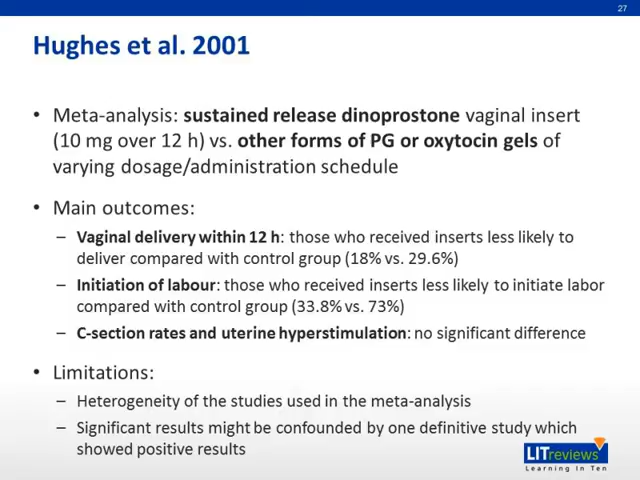 27
Hughes et al. 2001
• Meta-analysis: sustained release dinoprostone vaginal insert
(10 mg over 12 h) vs. other forms of PG or oxytocin gels of
varying dosage/administration schedule
• Main outcomes:
– Vaginal delivery within 12 h: those who received inserts less likely to
deliver compared with control group (18% vs. 29.6%)
– Initiation of labour: those who received inserts less likely to initiate labor
compared with control group (33.8% vs. 73%)
– C-section rates and uterine hyperstimulation: no significant difference
• Limitations:
– Heterogeneity of the studies used in the meta-analysis
– Significant results might be confounded by one definitive study which
showed positive results
LITreviews
Learning In Ten